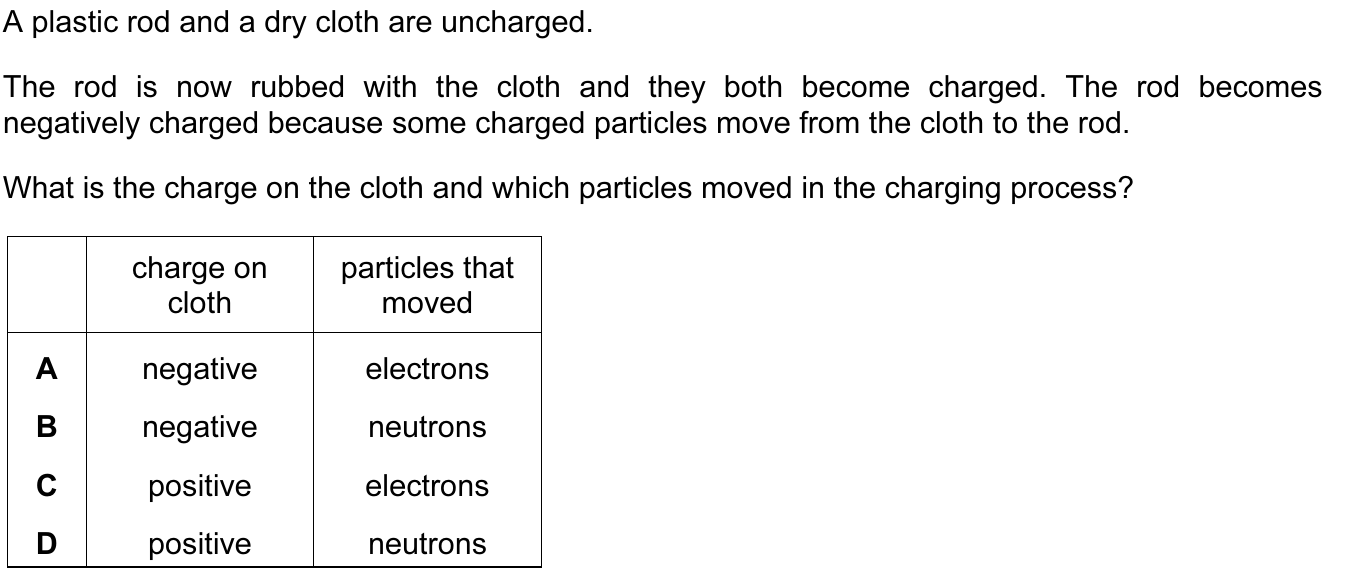 A plastic rod and a dry cloth are uncharged.
The rod is now rubbed with the cloth and they both become charged. The rod becomes
negatively charged because some charged particles move from the cloth to the rod.
What is the charge on the cloth and which particles moved in the charging process?
charge on cloth particles that moved
A negative electrons
B negative neutrons
C positive electrons
D positive neutrons